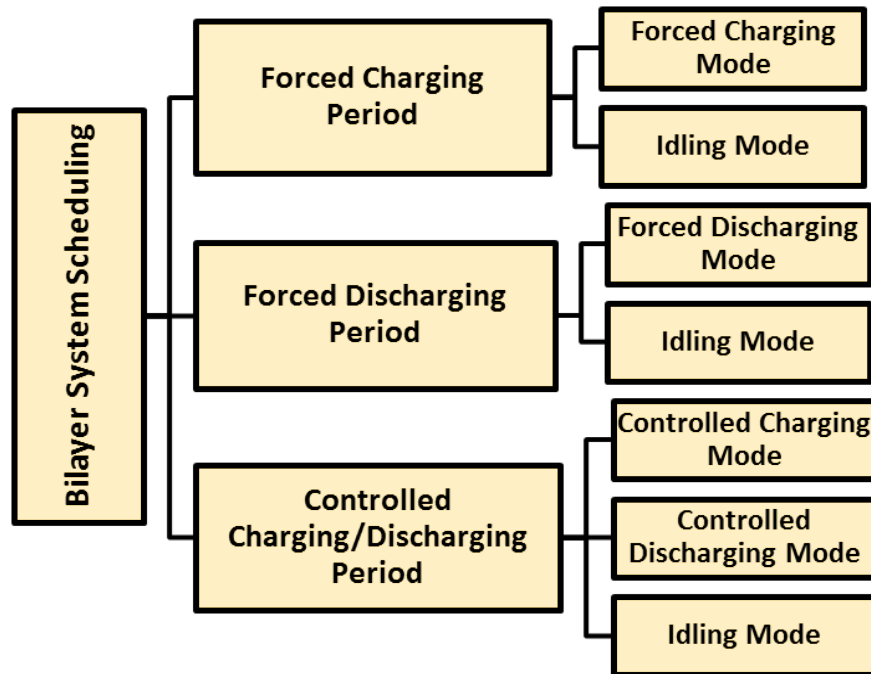 Bilayer System Scheduling
Forced Charging
Period
Forced Charging
Mode
Idling Mode
Forced Discharging
Period
Forced Discharging
Mode
Idling Mode
Controlled
Charging/Discharging
Period
Controlled Charging
Mode
Controlled
Discharging Mode
Idling Mode